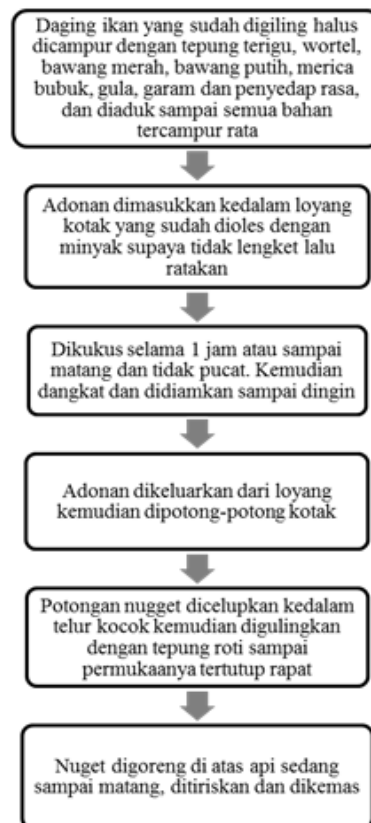 Daging ikan yang sudah digiling halus
dicampur dengan tepung terigu, wortel,
bawang merah, bawang putih, merica
bubuk, gula, garam dan penyedap rasa,
dan diaduk sampai semua bahan
tercampur rata
Adonan dimasukkan kedalam loyang
kotak yang sudah dioles dengan
minyak supaya tidak lengket lalu
ratakan
Dikukus selama 1 jam atau sampai
matang dan tidak pucat. Kemudian
dangkat dan didiamkan sampai dingin
Adonan dikeluarkan dari loyang
kemudian dipotong-potong kotak
Potongan nugget dicelupkan kedalam
telur kocok kemudian digulingkan
dengan tepung roti sampai
permukaanya tertutup rapat
Nuget digoreng di atas api sedang
sampai matang, ditiriskan dan dikemas